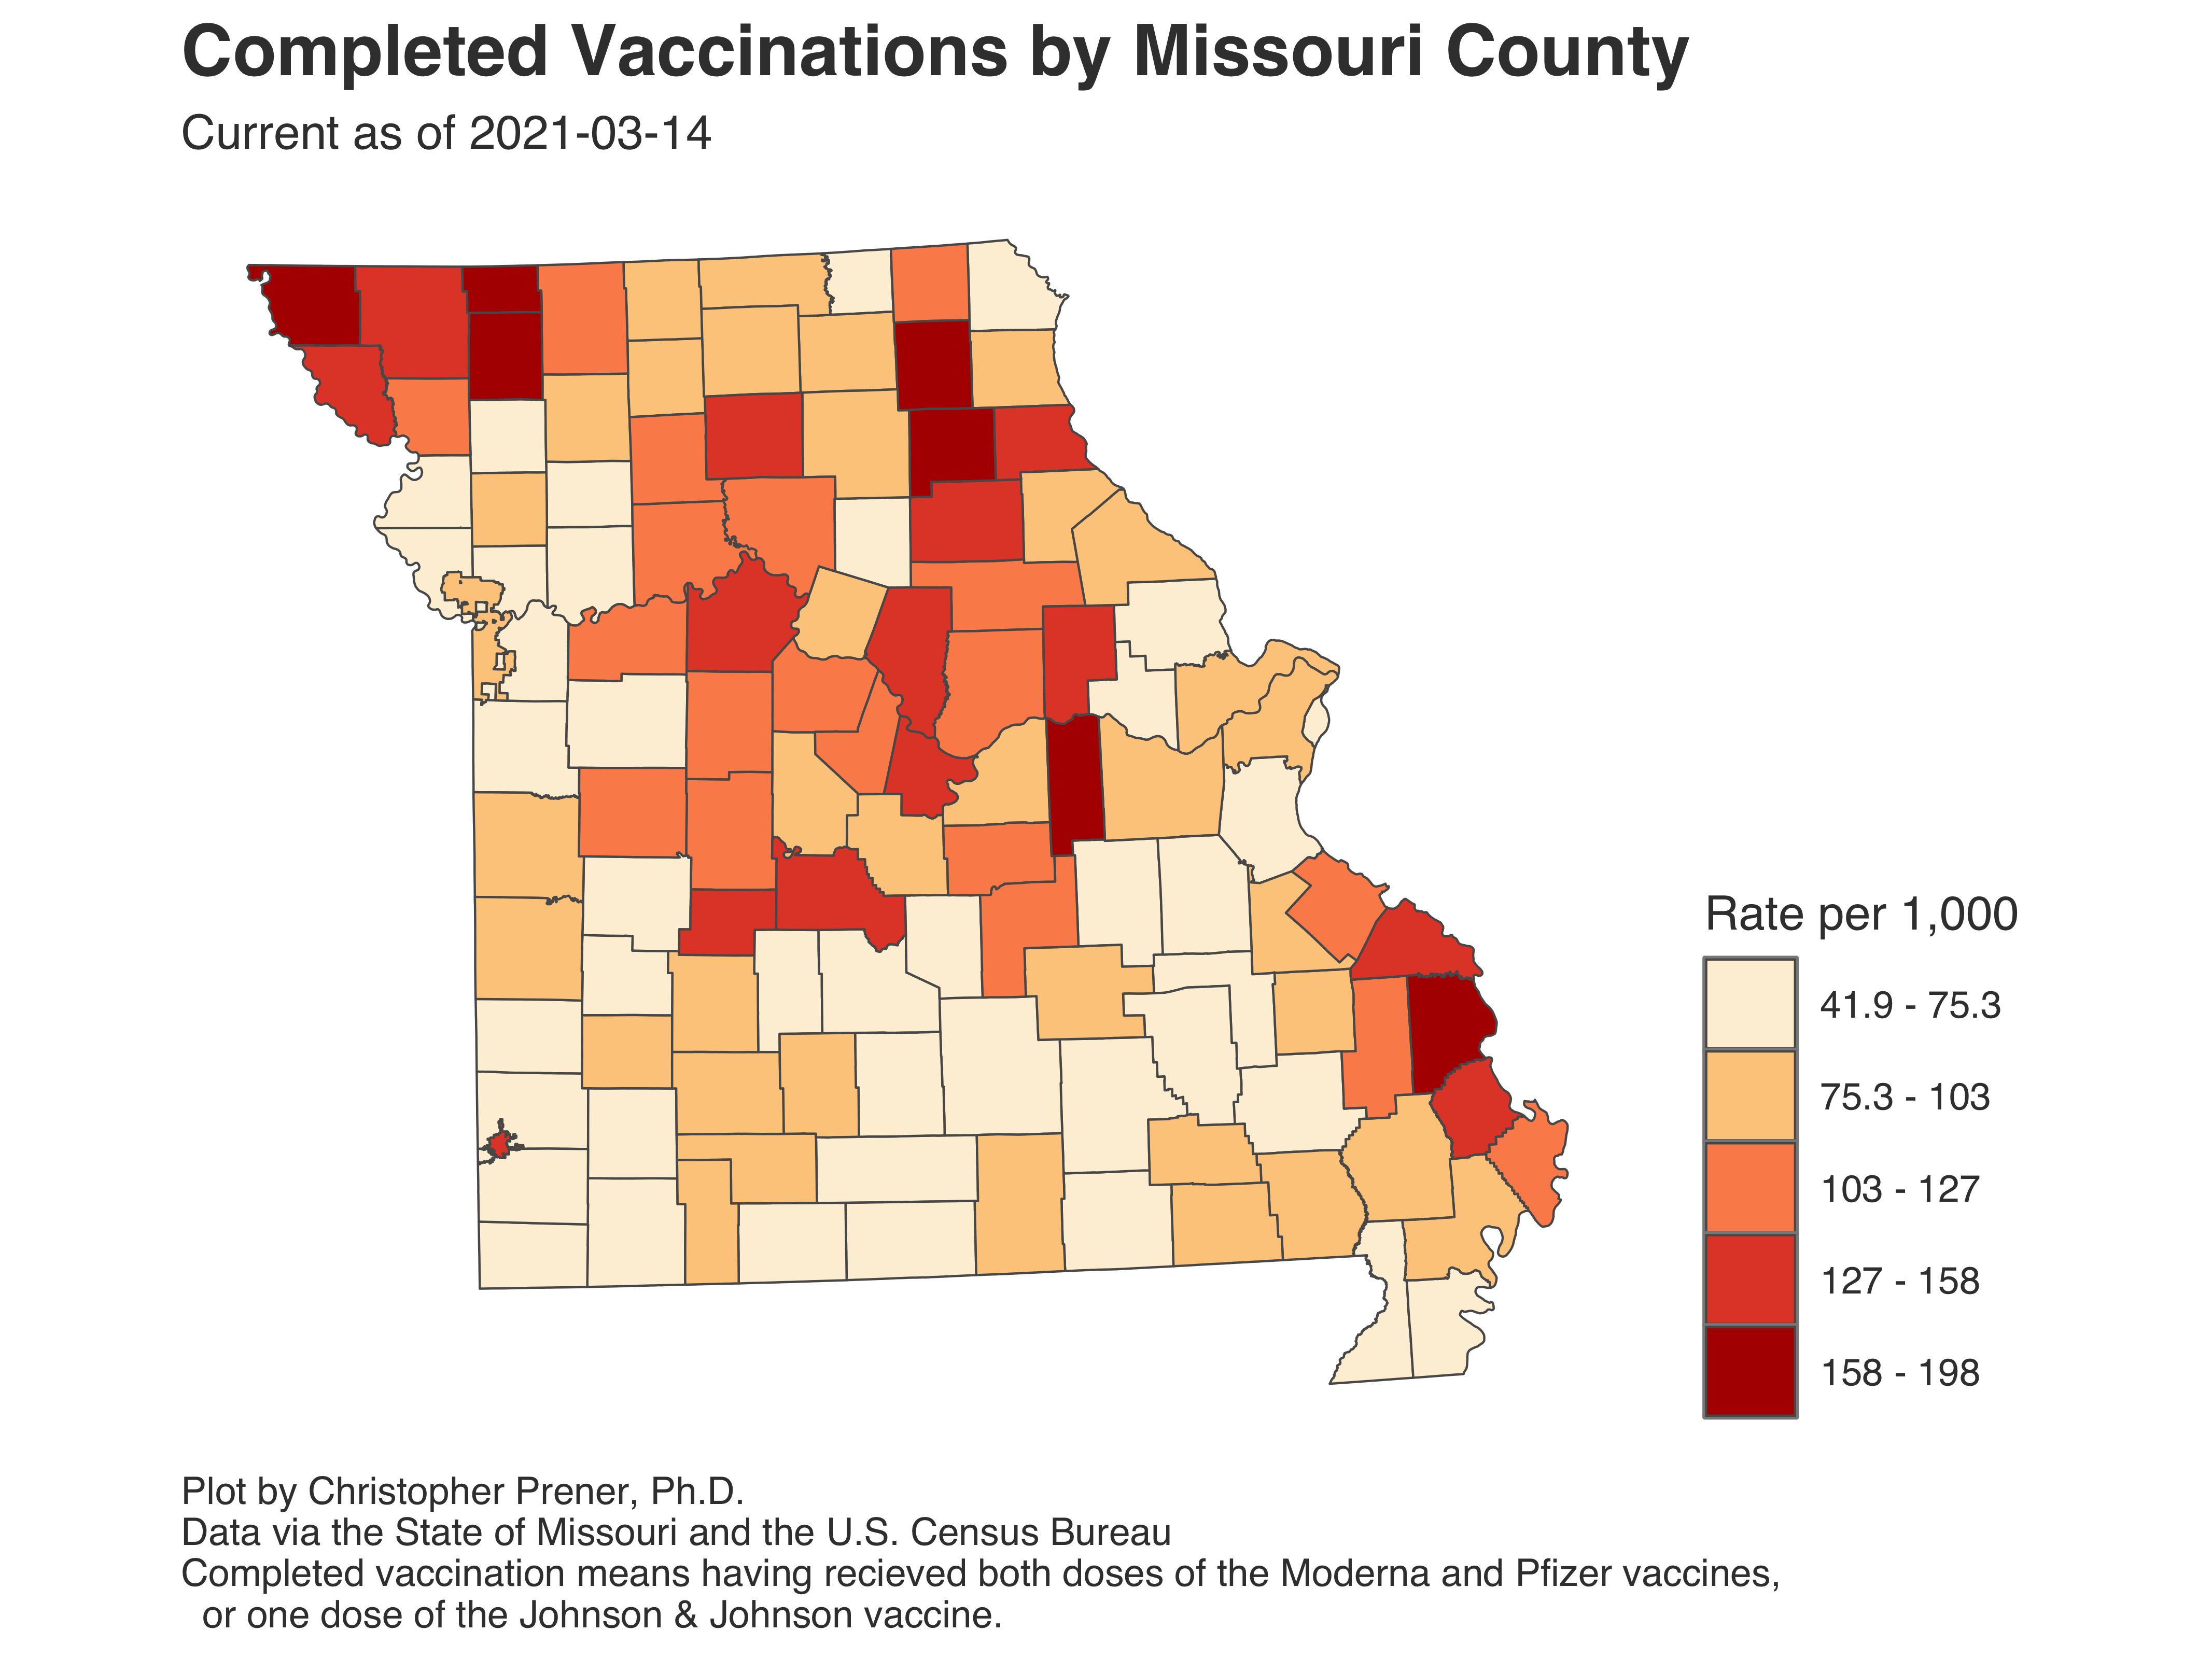 Completed Vaccinations by Missouri County
Current as of 2021-03-14
Rate per 1,000
41.9 - 75.3
75.3 - 103
103 - 127
127 - 158
158 - 198
Plot by Christopher Prener, Ph.D.
Data via the State of Missouri and the U.S. Census Bureau
Completed vaccination means having recieved both doses of the Moderna and Pfizer vaccines,
or one dose of the Johnson & Johnson vaccine.